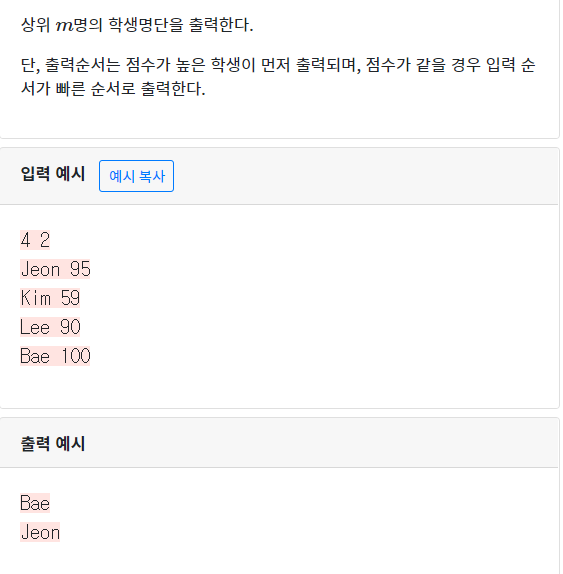 상위 m명의 학생명단을 출력한다.
단, 출력순서는 점수가 높은 학생이 먼저 출력되며, 점수가 같을 경우 입력 순
서가 빠른 순서로 출력한다.
입력 예시 예시 복사
4 2
Jeon 95
Kim 59
Lee 90
Bae 100
출력 예시
Bae
Jeon